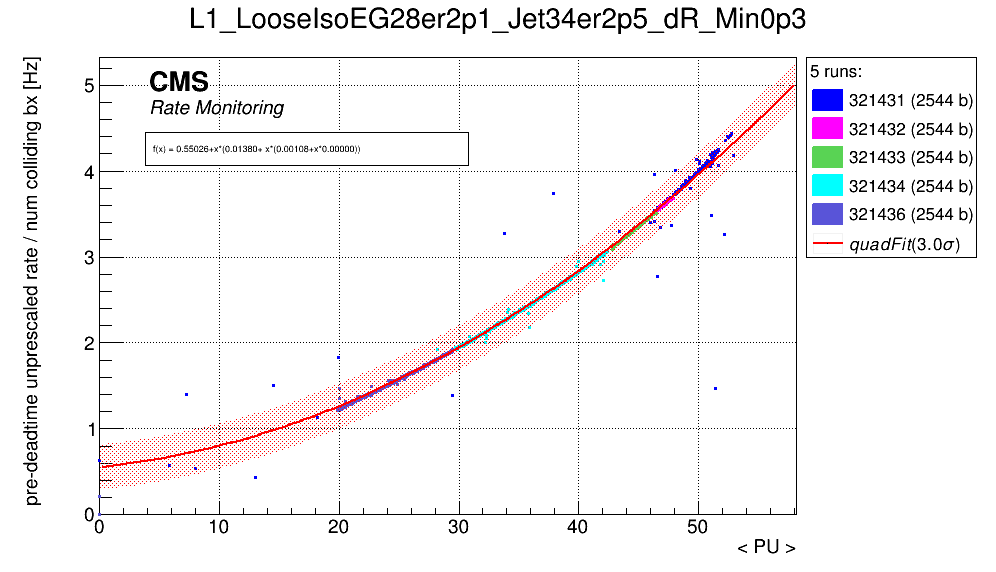 L1_LooseIsoEG28er2p1_Jet34er2p5_dR_Min0p3
pre-deadtime unprescaled rate / num colliding bx [Hz]
CMS
Rate Monitoring
f(x) = 0.55026+x*(0.01380+ x*(0.00108+x*0.00000))
5
4
3
2
1
0
0 10 20 30 40 50
< PU >
5 runs:
321431 (2544 b)
321432 (2544 b)
321433 (2544 b)
321434 (2544 b)
321436 (2544 b)
quadFit(3.0σ)